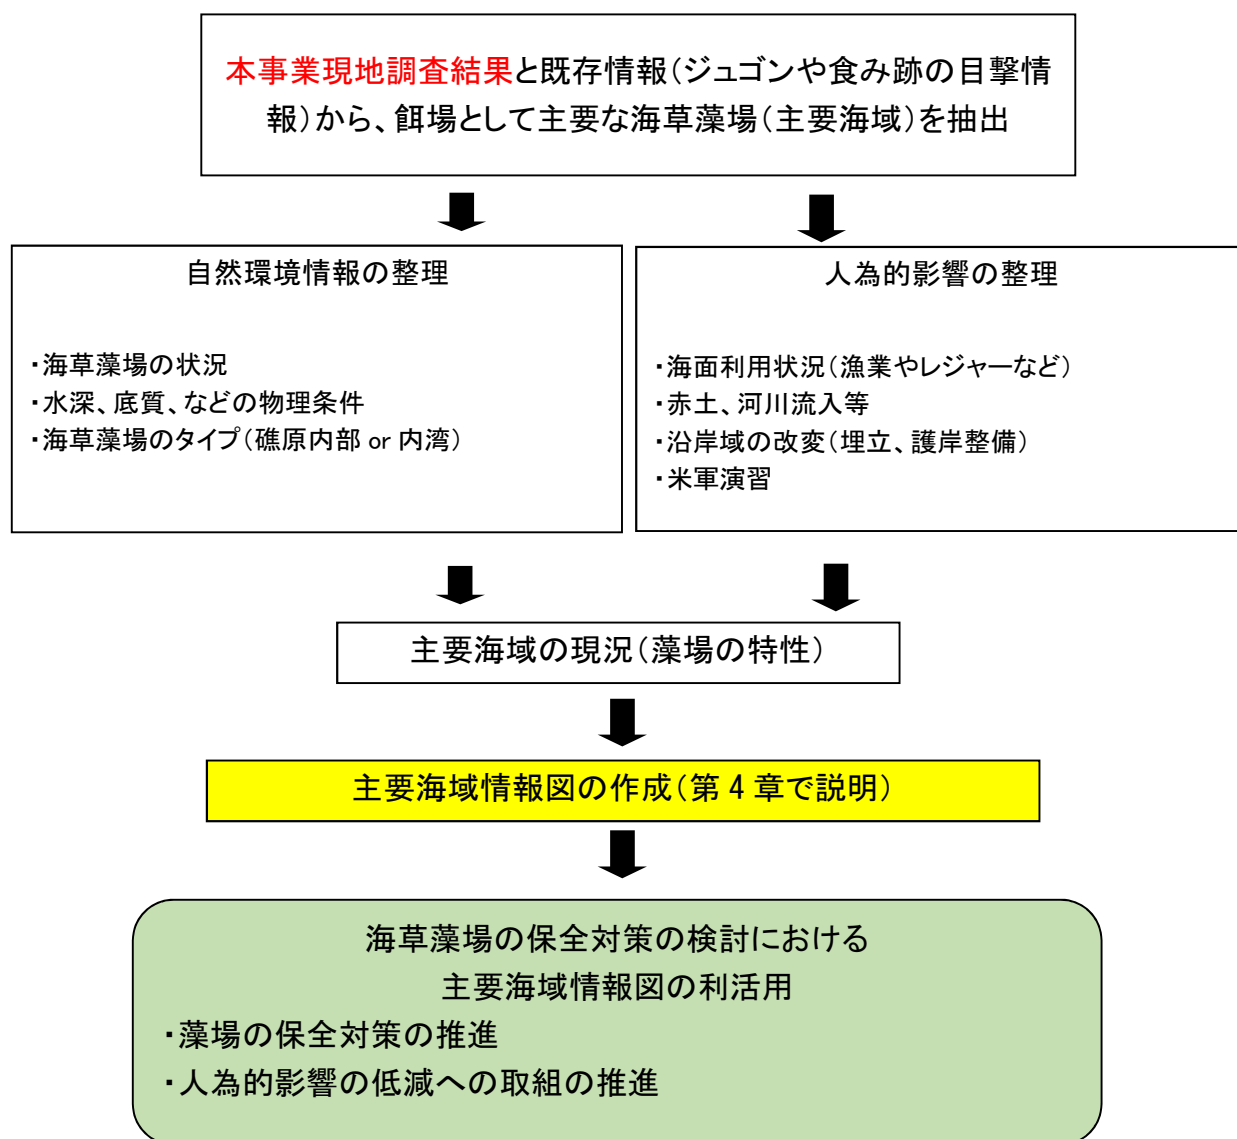 本事業現地調査結果と既存情報（ジュゴンや食み跡の目撃情
報）から、餌場として主要な海草藻場（主要海域）を抽出
自然環境情報の整理
・海草藻場の状況
・水深、底質、などの物理条件
・海草藻場のタイプ（礁原内部 or 内湾）
人為的影響の整理
・海面利用状況（漁業やレジャーなど）
・赤土、河川流入等
・沿岸域の改変（埋立、護岸整備）
・米軍演習
主要海域の現況（藻場の特性）
主要海域情報図の作成（第 4 章で説明）
海草藻場の保全対策の検討における
主要海域情報図の利活用
・藻場の保全対策の推進
・人為的影響の低減への取組の推進